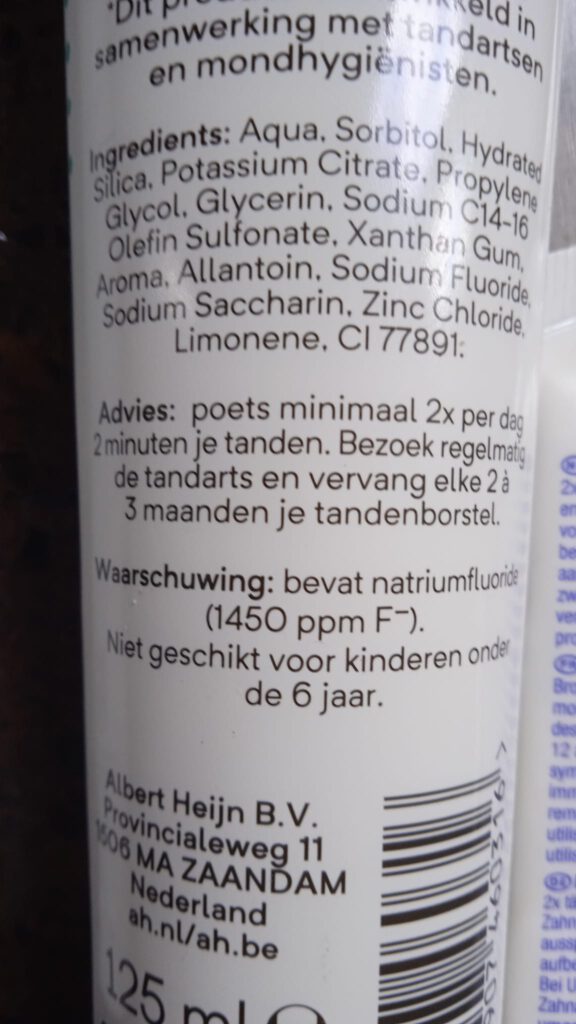 *Dit in
samenwerking met tandartsen
en mondhygiënisten.
Ingredients: Aqua, Sorbitol, Hydrated
Silica, Potassium Citrate, Propylene
Glycol, Glycerin, Sodium C14-16
Olefin Sulfonate, Xanthan Gum,
Aroma, Allantoin, Sodium Fluoride,
Sodium Saccharin, Zinc Chloride,
Limonene, CI 77891.
Advies: poets minimaal 2x per dag
2 minuten je tanden. Bezoek regelmatig
de tandarts en vervang elke 2 à
3 maanden je tandenborstel.
Waarschuwing: bevat natriumfluoride
(1450 ppm F⁻).
Niet geschikt voor kinderen onder
de 6 jaar.
Albert Heijn B.V.
Provincialeweg 11
1506 MA ZAANDAM
Nederland
ah.nl/ah.be
125 ml